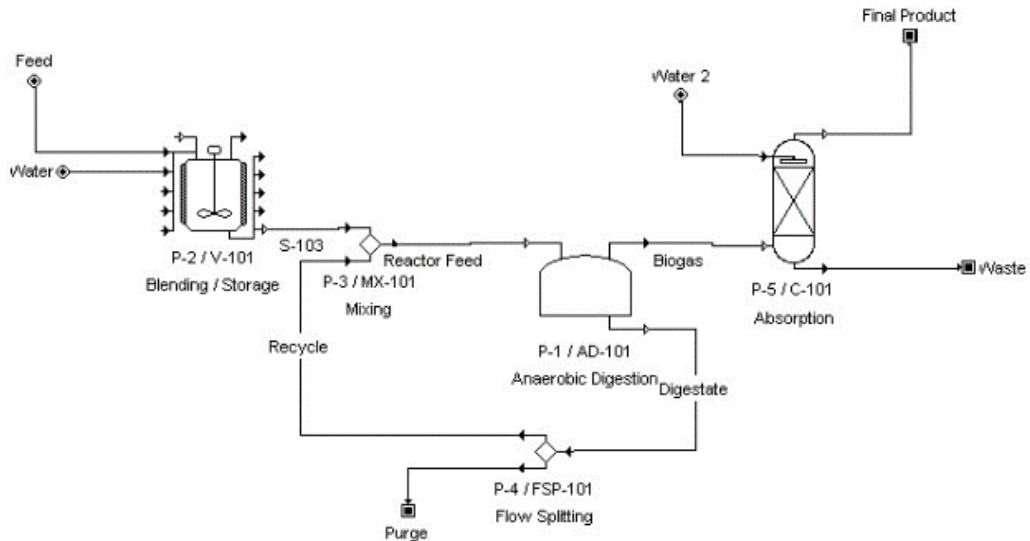 Final Product
Feed
Water 2
Water
S-103
P-2 / V-101
Blending / Storage
Reactor Feed
P-3 / MX-101
Mixing
Biogas
Waste
P-5 / C-101
Absorption
Recycle
P-1 / AD-101
Anaerobic Digestion
Digestate
P-4 / FSP-101
Flow Splitting
Purge